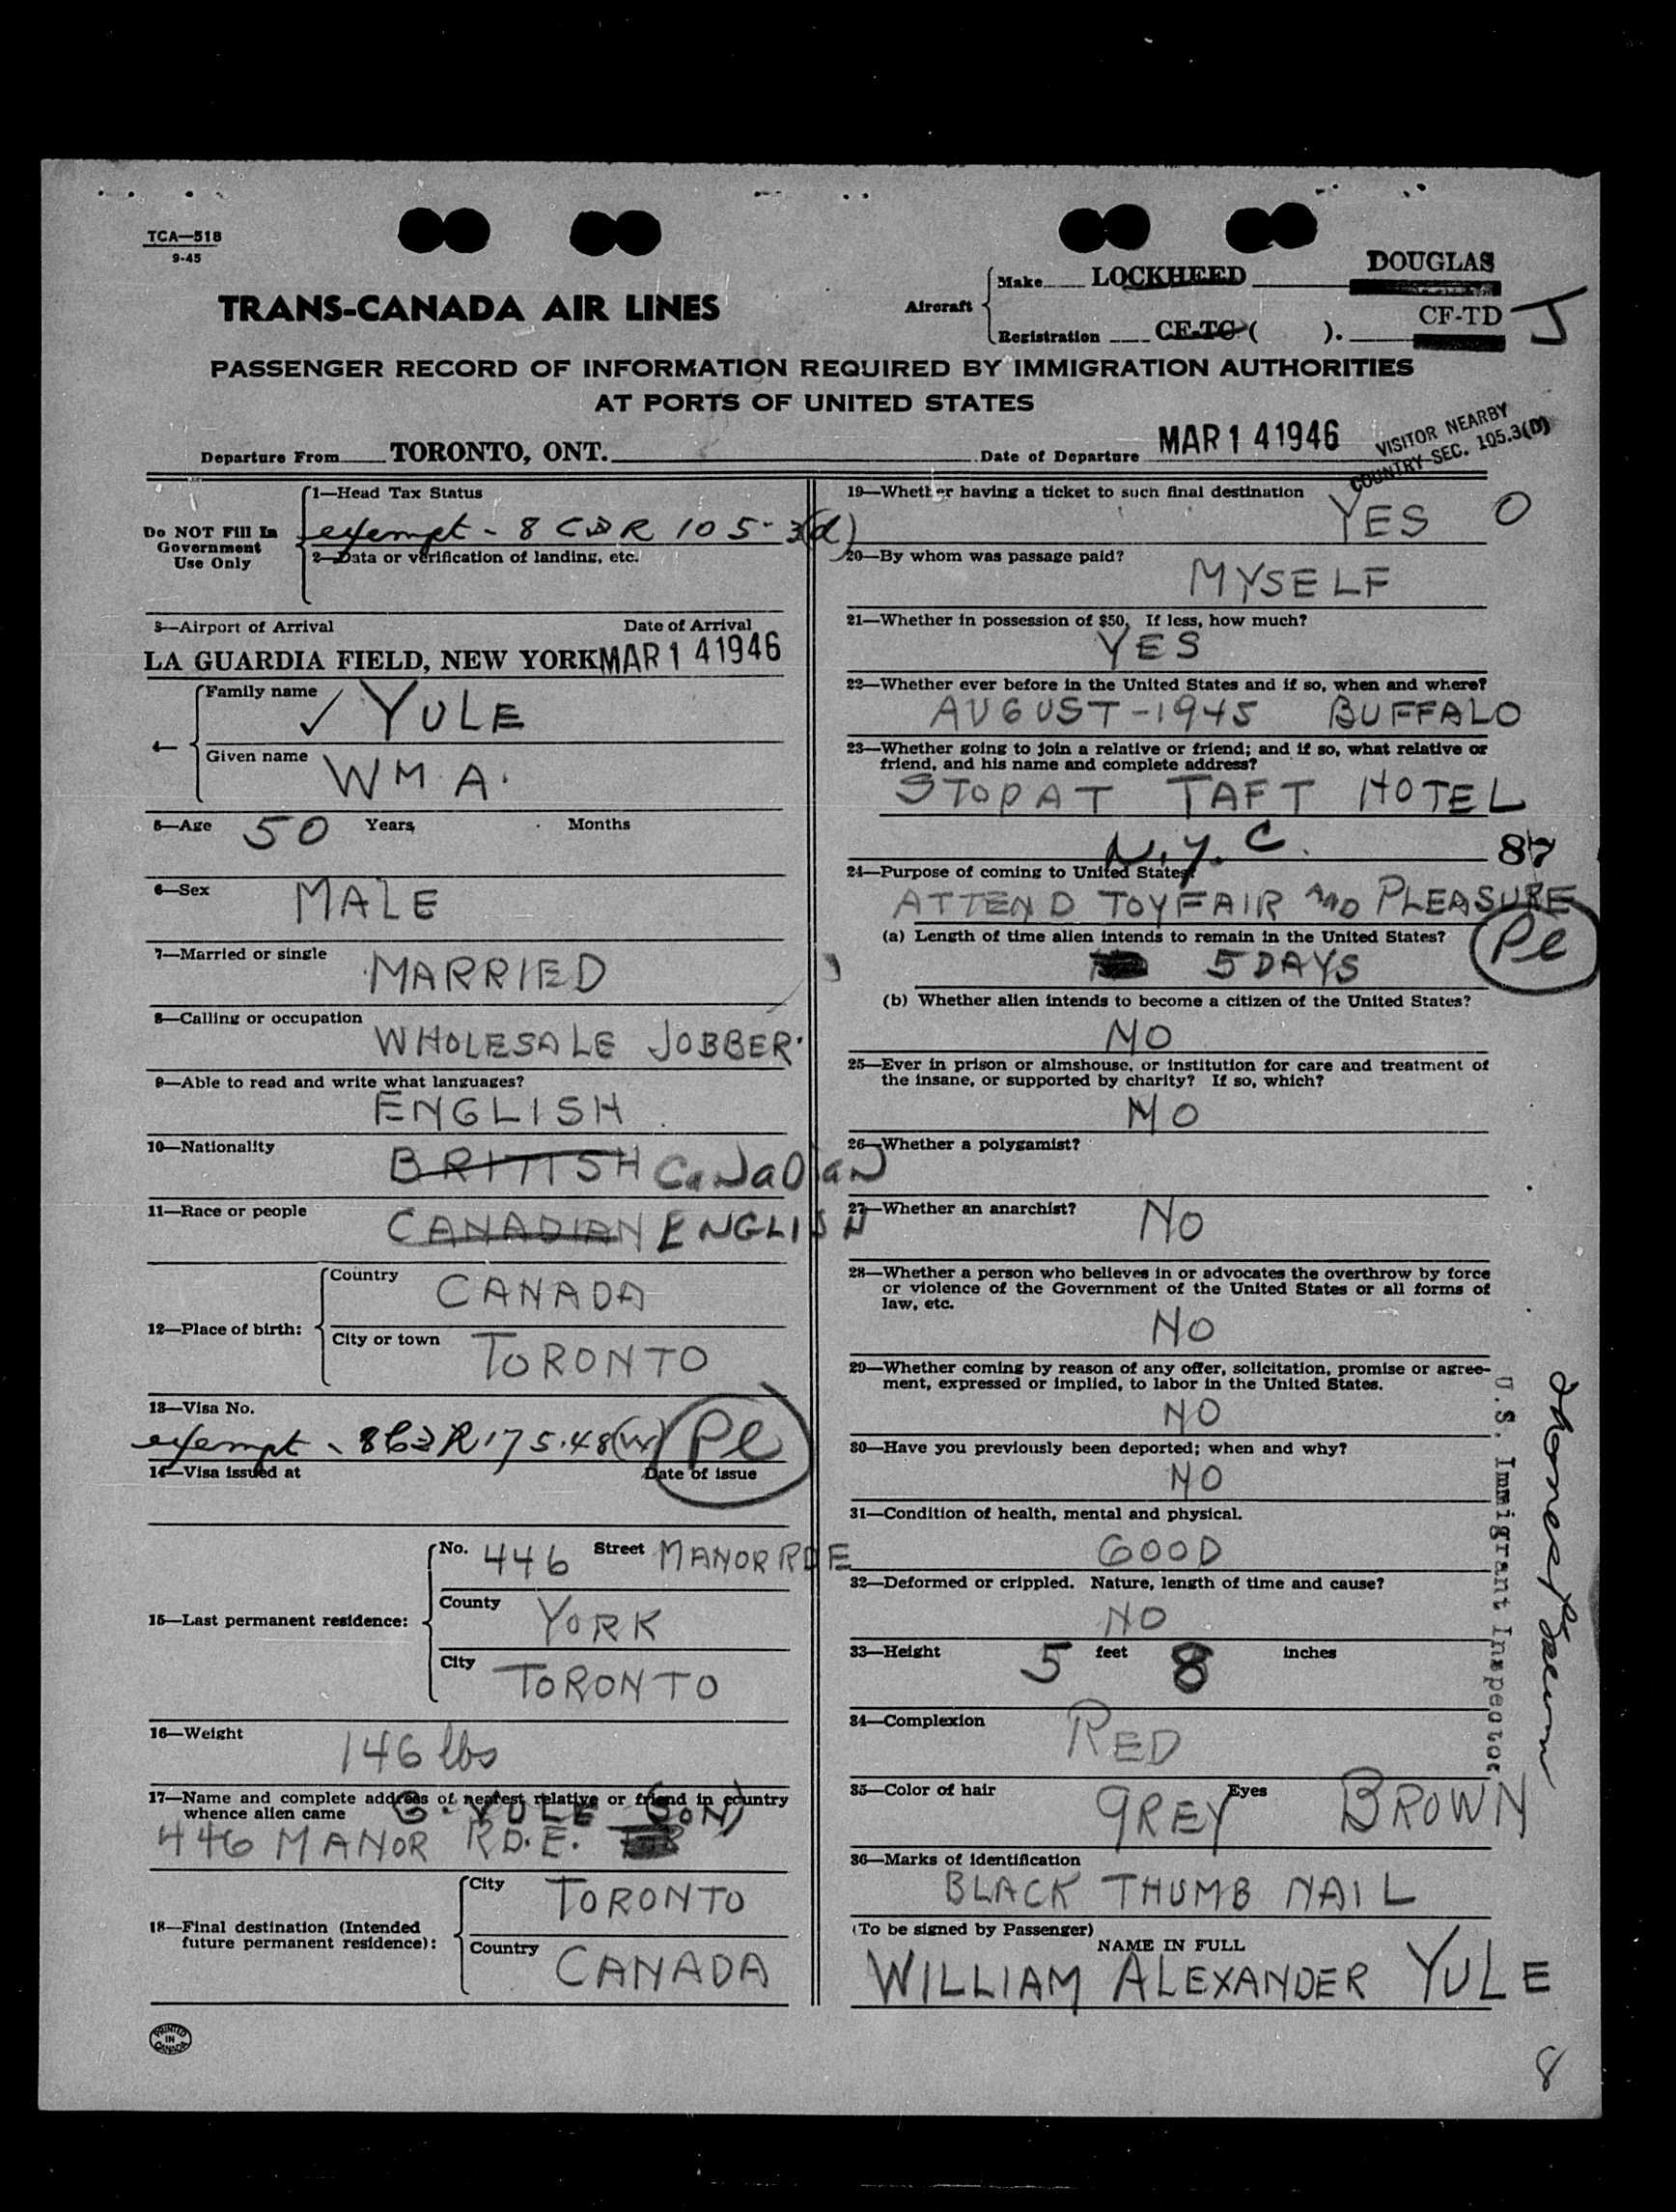 TCA—518
9-45
TRANS-CANADA AIR LINES
Aircraft
Make LOCKHEED DOUGLAS
Registration CF-TC ( ). CF-TD J
PASSENGER RECORD OF INFORMATION REQUIRED BY IMMIGRATION AUTHORITIES
AT PORTS OF UNITED STATES
Departure From TORONTO, ONT. Date of Departure MAR 1 4 1946
VISITOR NEARBY
COUNTRY SEC. 105.3(D)
Do NOT Fill In
Government
Use Only
1—Head Tax Status
exempt - 8 CFR 105-3(d)
2—Data or verification of landing, etc.
3—Airport of Arrival Date of Arrival
LA GUARDIA FIELD, NEW YORK MAR 1 4 1946
4—
Family name ✓ YULE
Given name WM A.
5—Age 50 Years Months
6—Sex MALE
7—Married or single MARRIED
8—Calling or occupation
WHOLESALE JOBBER.
9—Able to read and write what languages?
ENGLISH
10—Nationality BRITISH CANADIAN
11—Race or people CANADIAN ENGLISH
12—Place of birth:
Country CANADA
City or town TORONTO
13—Visa No.
exempt - 175.48 Pl
14—Visa issued at Date of issue
15—Last permanent residence:
No. 446 Street MANOR RD E
County YORK
City TORONTO
16—Weight 146 lbs
17—Name and complete address of nearest relative or friend in country
whence alien came G. YULE (SON)
446 MANOR RD. E.
18—Final destination (Intended
future permanent residence):
City TORONTO
Country CANADA
PRINTED
IN
CANADA
19—Whether having a ticket to such final destination
YES O
20—By whom was passage paid?
MYSELF
21—Whether in possession of $50. If less, how much?
YES
22—Whether ever before in the United States and if so, when and where?
AUGUST-1945 BUFFALO
23—Whether going to join a relative or friend; and if so, what relative or
friend, and his name and complete address?
STOP AT TAFT HOTEL
N.Y.C. 87
24—Purpose of coming to United States?
ATTEND TOYFAIR AND PLEASURE
(a) Length of time alien intends to remain in the United States?
5 DAYS Pl
(b) Whether alien intends to become a citizen of the United States?
NO
25—Ever in prison or almshouse, or institution for care and treatment of
the insane, or supported by charity? If so, which?
NO
26—Whether a polygamist?
27—Whether an anarchist? NO
28—Whether a person who believes in or advocates the overthrow by force
or violence of the Government of the United States or all forms of
law, etc.
NO
29—Whether coming by reason of any offer, solicitation, promise or agree-
ment, expressed or implied, to labor in the United States.
NO
30—Have you previously been deported; when and why?
NO
31—Condition of health, mental and physical.
GOOD
32—Deformed or crippled. Nature, length of time and cause?
NO
33—Height 5 feet 8 inches
34—Complexion RED
35—Color of hair GREY Eyes BROWN
36—Marks of identification
BLACK THUMB NAIL
(To be signed by Passenger)
NAME IN FULL
WILLIAM ALEXANDER YULE
U.S. Immigrant Inspector
8